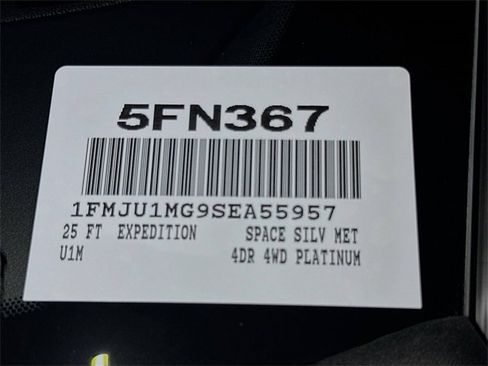 5FN367
1FMJU1MG9SEA55957
25 FT EXPEDITION SPACE SILV MET
U1M 4DR 4WD PLATINUM